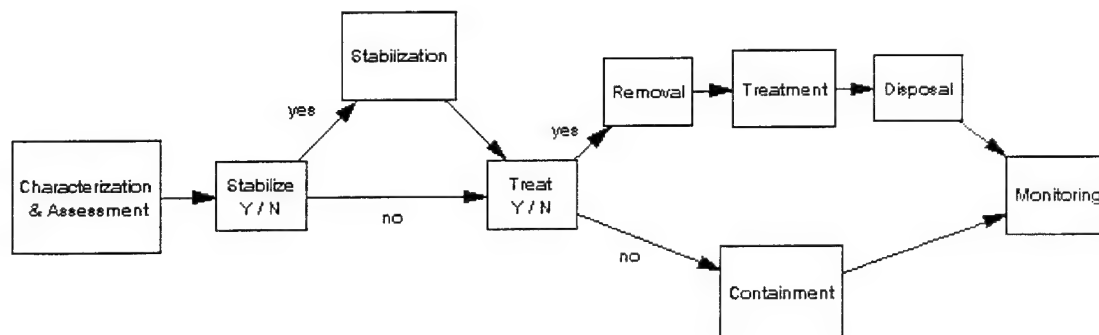 Stabilization
Removal
Treatment
Disposal
yes
yes
Characterization
& Assessment
Stabilize
Y / N
no
Treat
Y / N
no
Monitoring
Containment